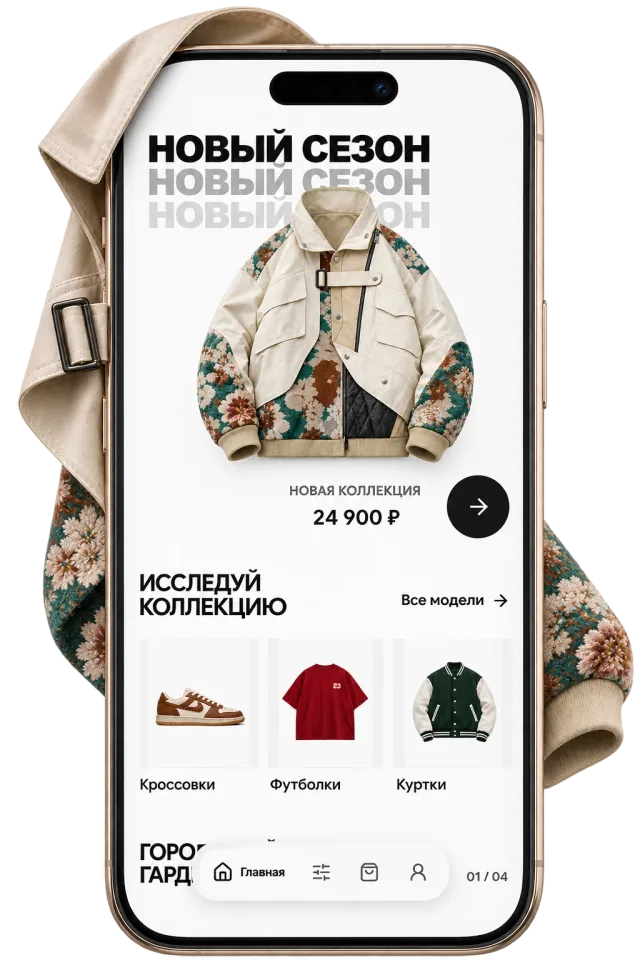 НОВЫЙ СЕЗОН
НОВЫЙ СЕЗОН
НОВЫЙ СЕЗОН
НОВАЯ КОЛЛЕКЦИЯ
24 900 ₽
ИССЛЕДУЙ
КОЛЛЕКЦИЮ
Все модели
23
Кроссовки
Футболки
Куртки
Главная
01 / 04